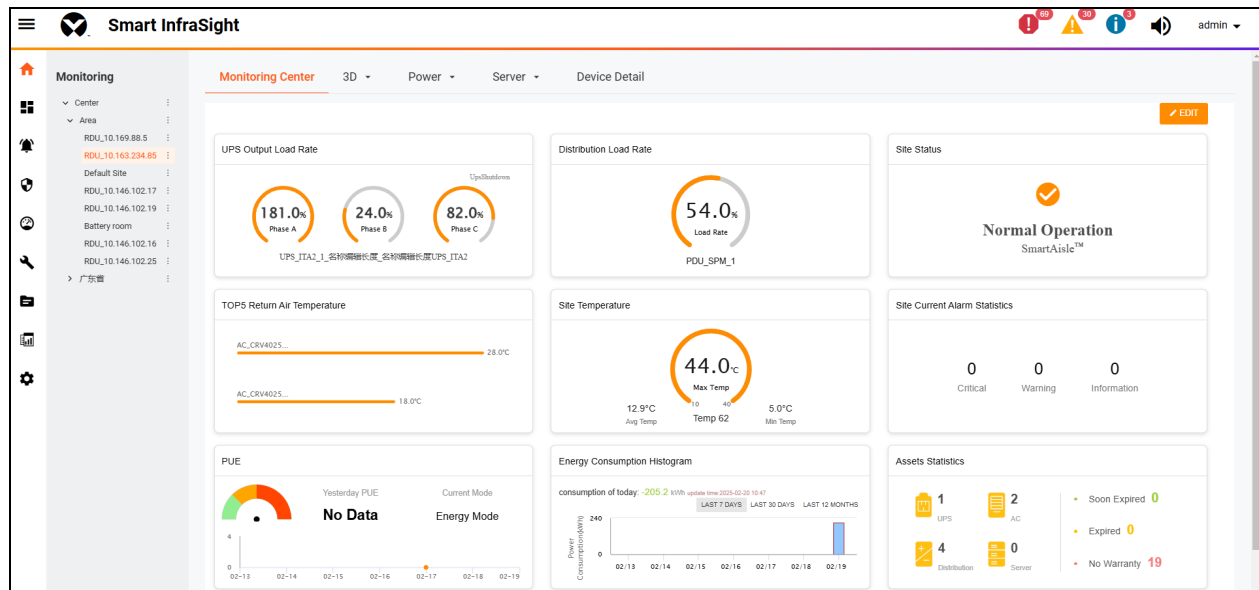 Smart InfraSight
69
30
3
admin
Monitoring
Center
Area
RDU_10.169.88.5
RDU_10.163.234.85
Default Site
RDU_10.146.102.17
RDU_10.146.102.19
Battery room
RDU_10.146.102.16
RDU_10.146.102.25
广东省
Monitoring Center 3D Power Server Device Detail
EDIT
UPS Output Load Rate
UpsShutdown
181.0% 24.0% 82.0%
Phase A Phase B Phase C
UPS_ITA2_1_名称编辑长度_名称编辑长度UPS_ITA2
Distribution Load Rate
54.0%
Load Rate
PDU_SPM_1
Site Status
Normal Operation
SmartAisle™
TOP5 Return Air Temperature
AC_CRV4025...
28.0℃
AC_CRV4025...
18.0℃
Site Temperature
44.0℃
Max Temp
10 40
12.9°C Temp 62 5.0°C
Avg Temp Min Temp
Site Current Alarm Statistics
0 0 0
Critical Warning Information
PUE
Yesterday PUE Current Mode
No Data Energy Mode
4
0
02-13 02-14 02-15 02-16 02-17 02-18 02-19
Energy Consumption Histogram
consumption of today: -205.2 kWh update time:2025-02-20 10:47
LAST 7 DAYS LAST 30 DAYS LAST 12 MONTHS
Power
Consumption(kWh)
240
0
02/13 02/14 02/15 02/16 02/17 02/18 02/19
Assets Statistics
1 2
UPS AC
4 0
Distribution Server
Soon Expired 0
Expired 0
No Warranty 19